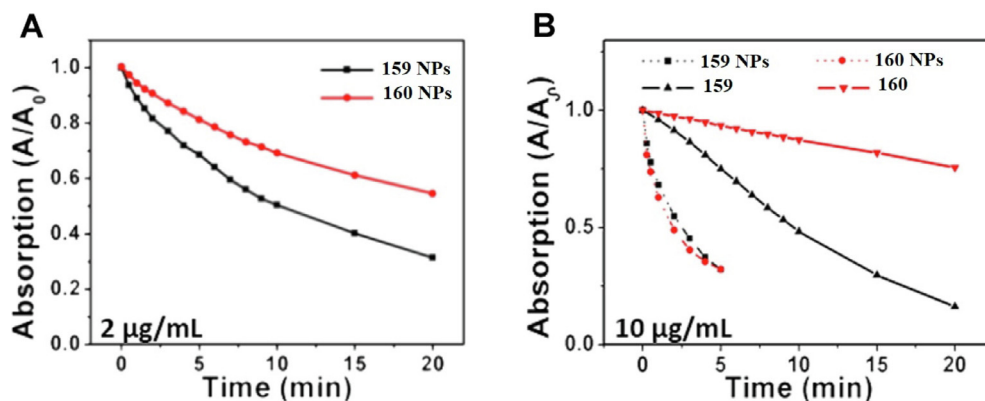 A
B
159 NPs
160 NPs
159 NPs
160 NPs
159
160
Absorption (A/A0)
1.0
0.8
0.6
0.4
0.2
0.0
2 µg/mL
0
5
10
15
20
Time (min)
Absorption (A/A
1.0
0.5
0.0
10 µg/mL
0
5
10
15
20
Time (min)